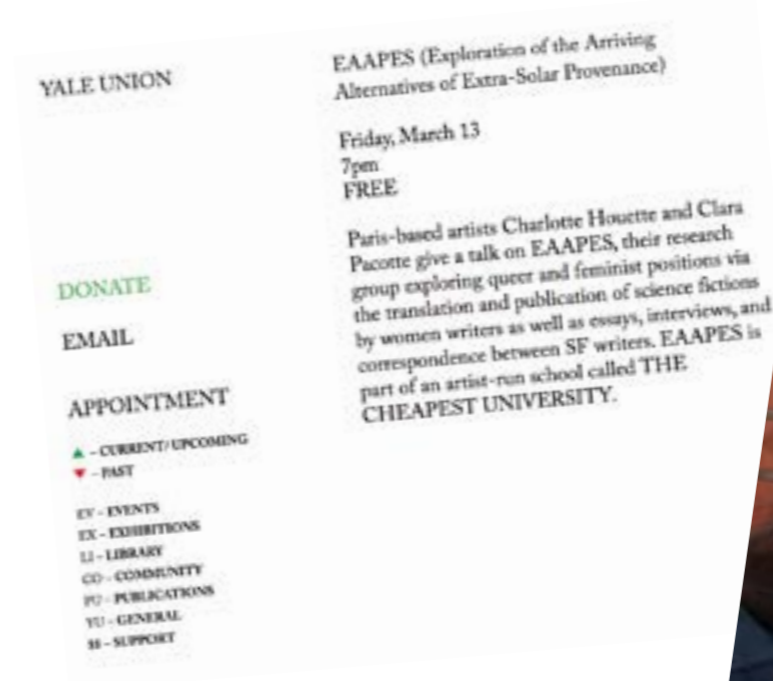 YALE UNION
DONATE
EMAIL
APPOINTMENT
▲ – CURRENT/UPCOMING
▼ – PAST
EV – EVENTS
EX – EXHIBITIONS
LI – LIBRARY
CO – COMMUNITY
PU – PUBLICATIONS
YU – GENERAL
SS – SUPPORT
EAAPES (Exploration of the Arriving
Alternatives of Extra-Solar Provenance)
Friday, March 13
7pm
FREE
Paris-based artists Charlotte Houette and Clara
Pacotte give a talk on EAAPES, their research
group exploring queer and feminist positions via
the translation and publication of science fictions
by women writers as well as essays, interviews, and
correspondence between SF writers. EAAPES is
part of an artist-run school called THE
CHEAPEST UNIVERSITY.